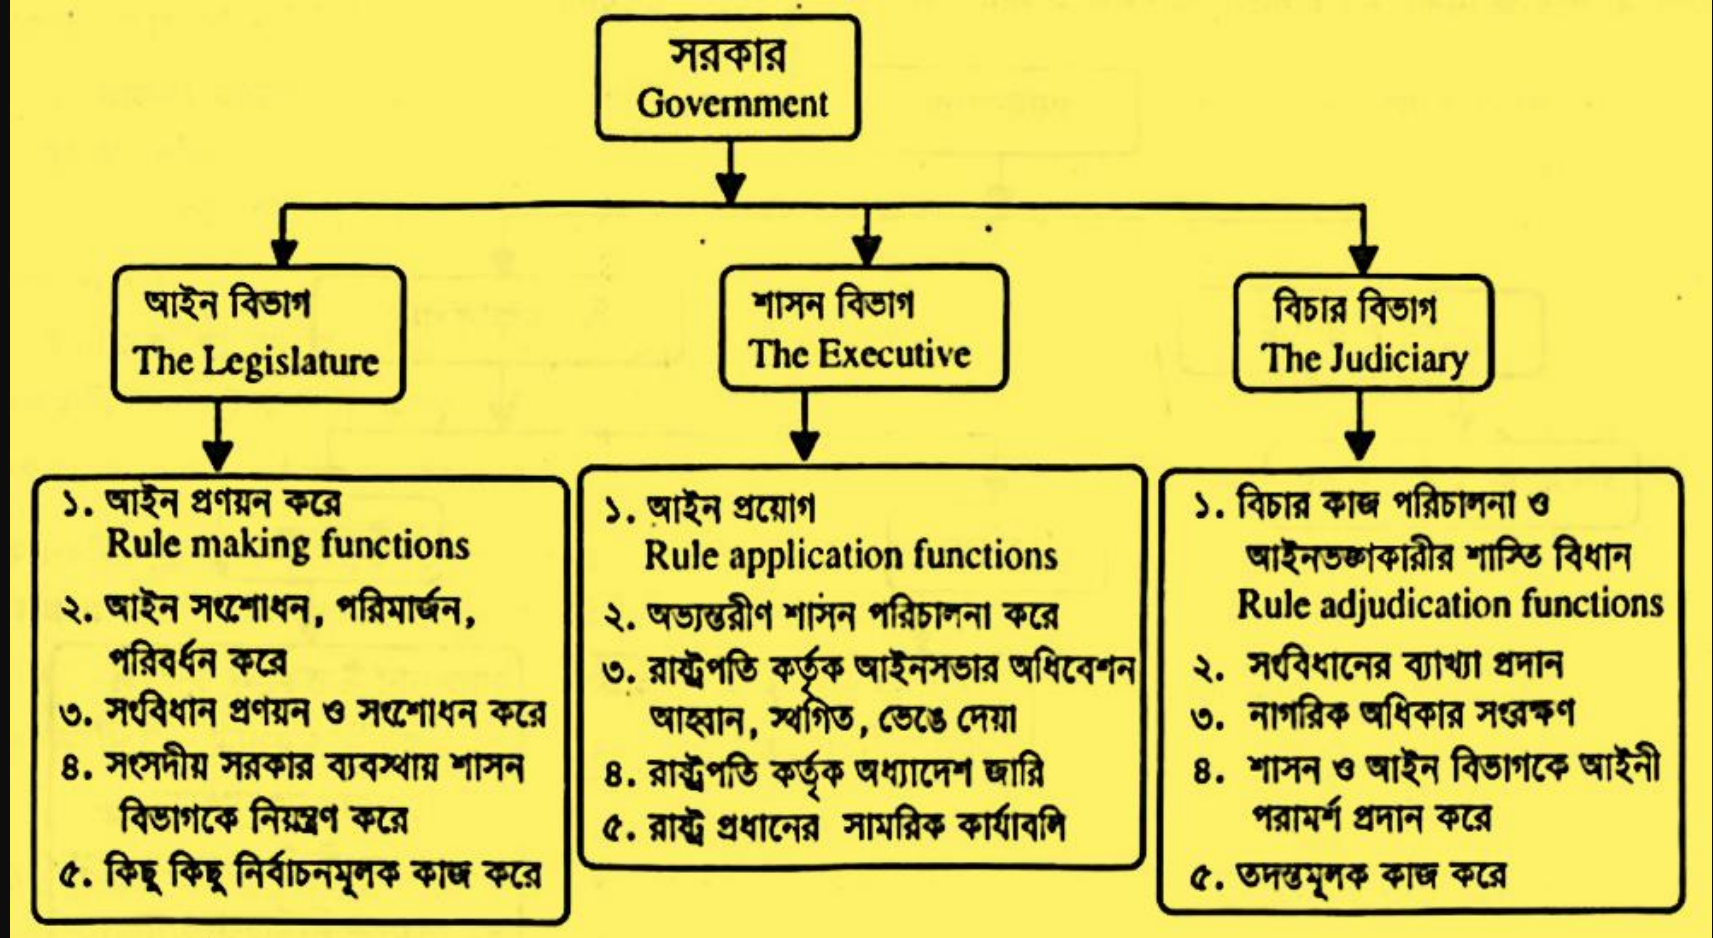 সরকার
Government
আইন বিভাগ
The Legislature
শাসন বিভাগ
The Executive
বিচার বিভাগ
The Judiciary
১. আইন প্রণয়ন করে
Rule making functions
২. আইন সংশোধন, পরিমার্জন,
পরিবর্ধন করে
৩. সংবিধান প্রণয়ন ও সংশোধন করে
৪. সংসদীয় সরকার ব্যবস্থায় শাসন
বিভাগকে নিয়ন্ত্রণ করে
৫. কিছু কিছু নির্বাচনমূলক কাজ করে
১. আইন প্রয়োগ
Rule application functions
২. অভ্যন্তরীণ শাসন পরিচালনা করে
৩. রাষ্ট্রপতি কর্তৃক আইনসভার অধিবেশন
আহ্বান, স্থগিত, ভেঙে দেয়া
৪. রাষ্ট্রপতি কর্তৃক অধ্যাদেশ জারি
৫. রাষ্ট্র প্রধানের সামরিক কার্যাবলি
১. বিচার কাজ পরিচালনা ও
আইনভঙ্গকারীর শাস্তি বিধান
Rule adjudication functions
২. সংবিধানের ব্যাখ্যা প্রদান
৩. নাগরিক অধিকার সংরক্ষণ
৪. শাসন ও আইন বিভাগকে আইনী
পরামর্শ প্রদান করে
৫. তদন্তমূলক কাজ করে